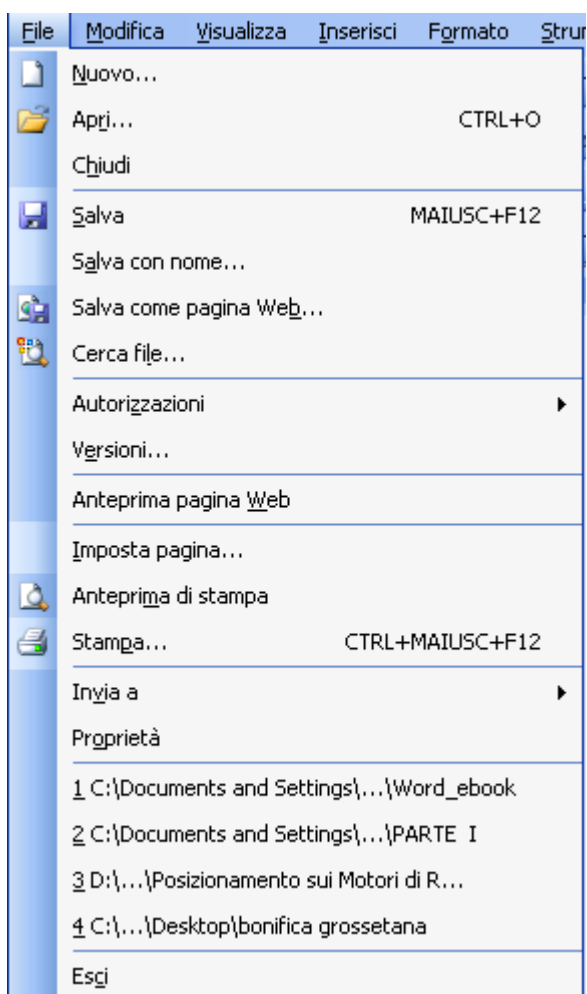 File Modifica Visualizza Inserisci Formato
Nuovo...
Apri... CTRL+O
Chiudi
Salva MAIUSC+F12
Salva con nome...
Salva come pagina Web...
Cerca file...
Autorizzazioni
Versioni...
Anteprima pagina Web
Imposta pagina...
Anteprima di stampa
Stampa... CTRL+MAIUSC+F12
Invia a
Proprietà
1 C:\Documents and Settings\...\Word_ebook
2 C:\Documents and Settings\...\PARTE I
3 D:\...\Posizionamento sui Motori di R...
4 C:\...\Desktop\bonifica grossetana
Esci